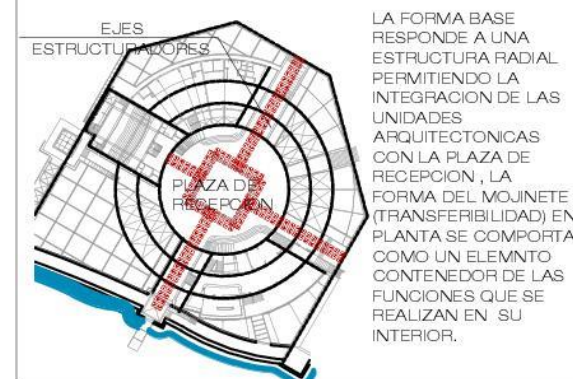 EJES
ESTRUCTURADORES
PLAZA DE
RECEPCION
LA FORMA BASE
RESPONDE A UNA
ESTRUCTURA RADIAL
PERMITIENDO LA
INTEGRACION DE LAS
UNIDADES
ARQUITECTONICAS
CON LA PLAZA DE
RECEPCION , LA
FORMA DEL MOJINETE
(TRANSFERIBILIDAD) EN
PLANTA SE COMPORTA
COMO UN ELEMNTO
CONTENEDOR DE LAS
FUNCIONES QUE SE
REALIZAN EN SU
INTERIOR.